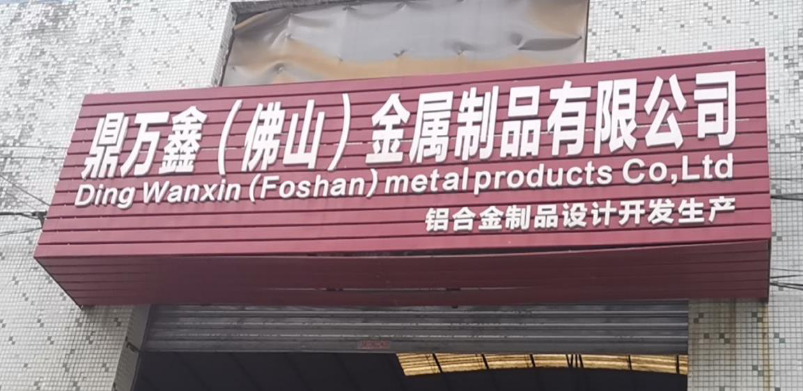 鼎万鑫（佛山）金属制品有限公司
Ding Wanxin (Foshan) metal products Co,Ltd
铝合金制品设计开发生产